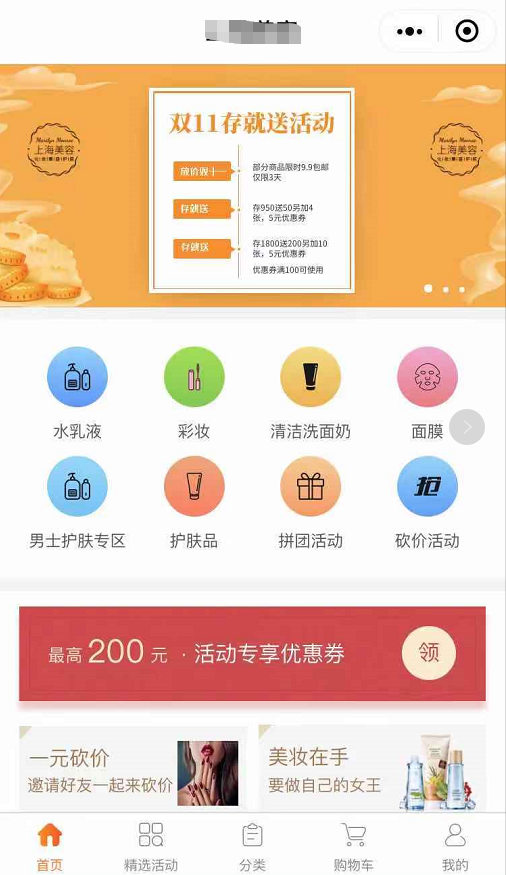 双11存就送活动
Marilyn Monroe
上海美容
Marilyn Monroe
上海美容
放价双十一
部分商品限时9.9包邮
仅限3天
存就送
存950送50另加4
张，5元优惠券
存就送
存1800送200另加10
张，5元优惠券
优惠券满100可使用
水乳液
彩妆
清洁洗面奶
面膜
男士护肤专区
护肤品
拼团活动
抢
砍价活动
最高 200 元 · 活动专享优惠券
领
一元砍价
邀请好友一起来砍价
美妆在手
要做自己的女王
首页
精选活动
分类
购物车
我的